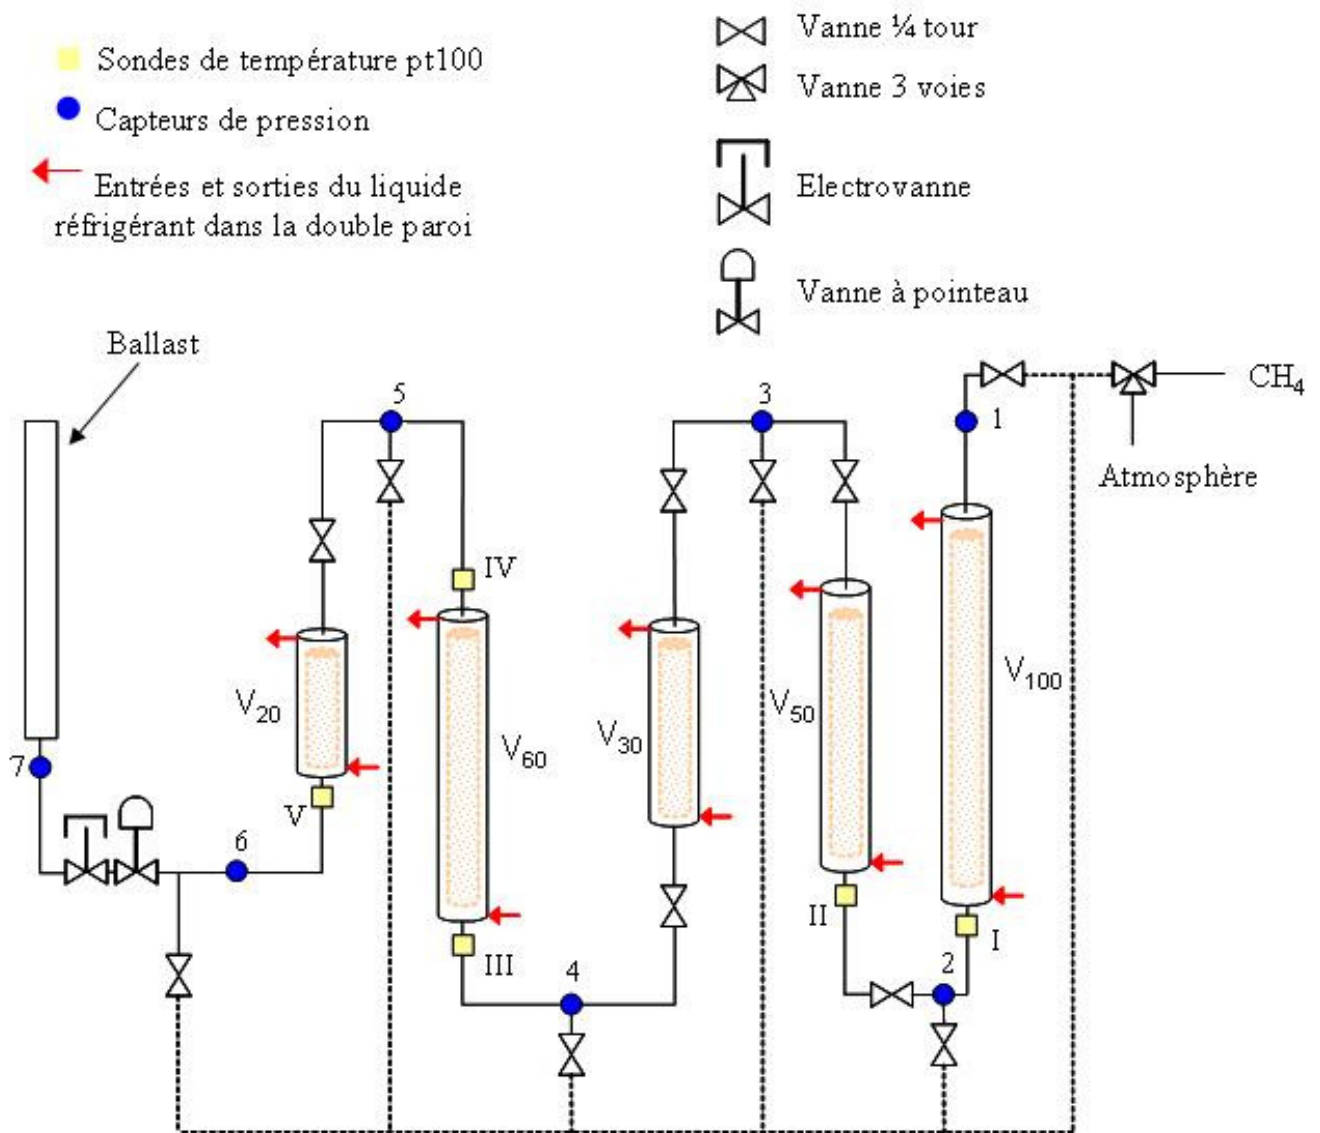 Sondes de température pt100
Capteurs de pression
Entrées et sorties du liquide
réfrigérant dans la double paroi
Vanne ¼ tour
Vanne 3 voies
Electrovanne
Vanne à pointeau
Ballast
CH4
Atmosphère
5
3
1
IV
V20
V60
V30
V50
V100
7
V
6
III
4
II
I
2